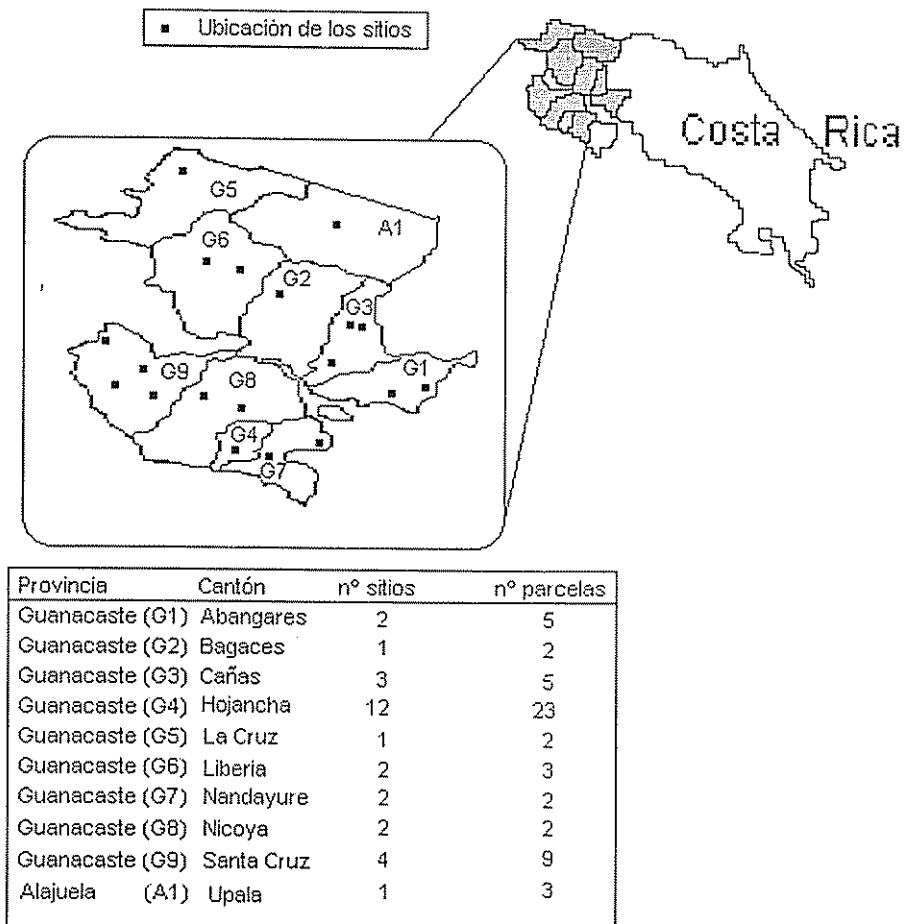 Ubicación de los sitios
Costa Rica
G5
A1
G6
G2
G3
G1
G9
G8
G4
G7
Provincia Cantón nº sitios nº parcelas
Guanacaste (G1) Abangares 2 5
Guanacaste (G2) Bagaces 1 2
Guanacaste (G3) Cañas 3 5
Guanacaste (G4) Hojancha 12 23
Guanacaste (G5) La Cruz 1 2
Guanacaste (G6) Liberia 2 3
Guanacaste (G7) Nandayure 2 2
Guanacaste (G8) Nicoya 2 2
Guanacaste (G9) Santa Cruz 4 9
Alajuela (A1) Upala 1 3